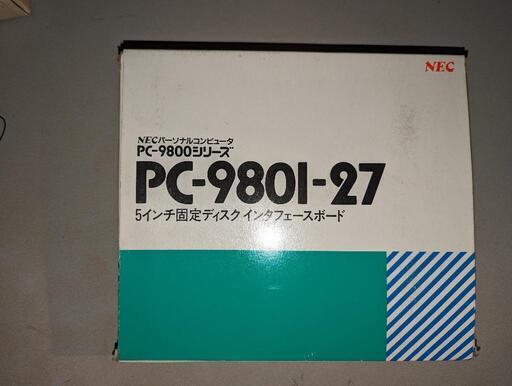 NEC
NECパーソナルコンピュータ
PC-9800シリーズ
PC-9801-27
5インチ固定ディスクインタフェースボード